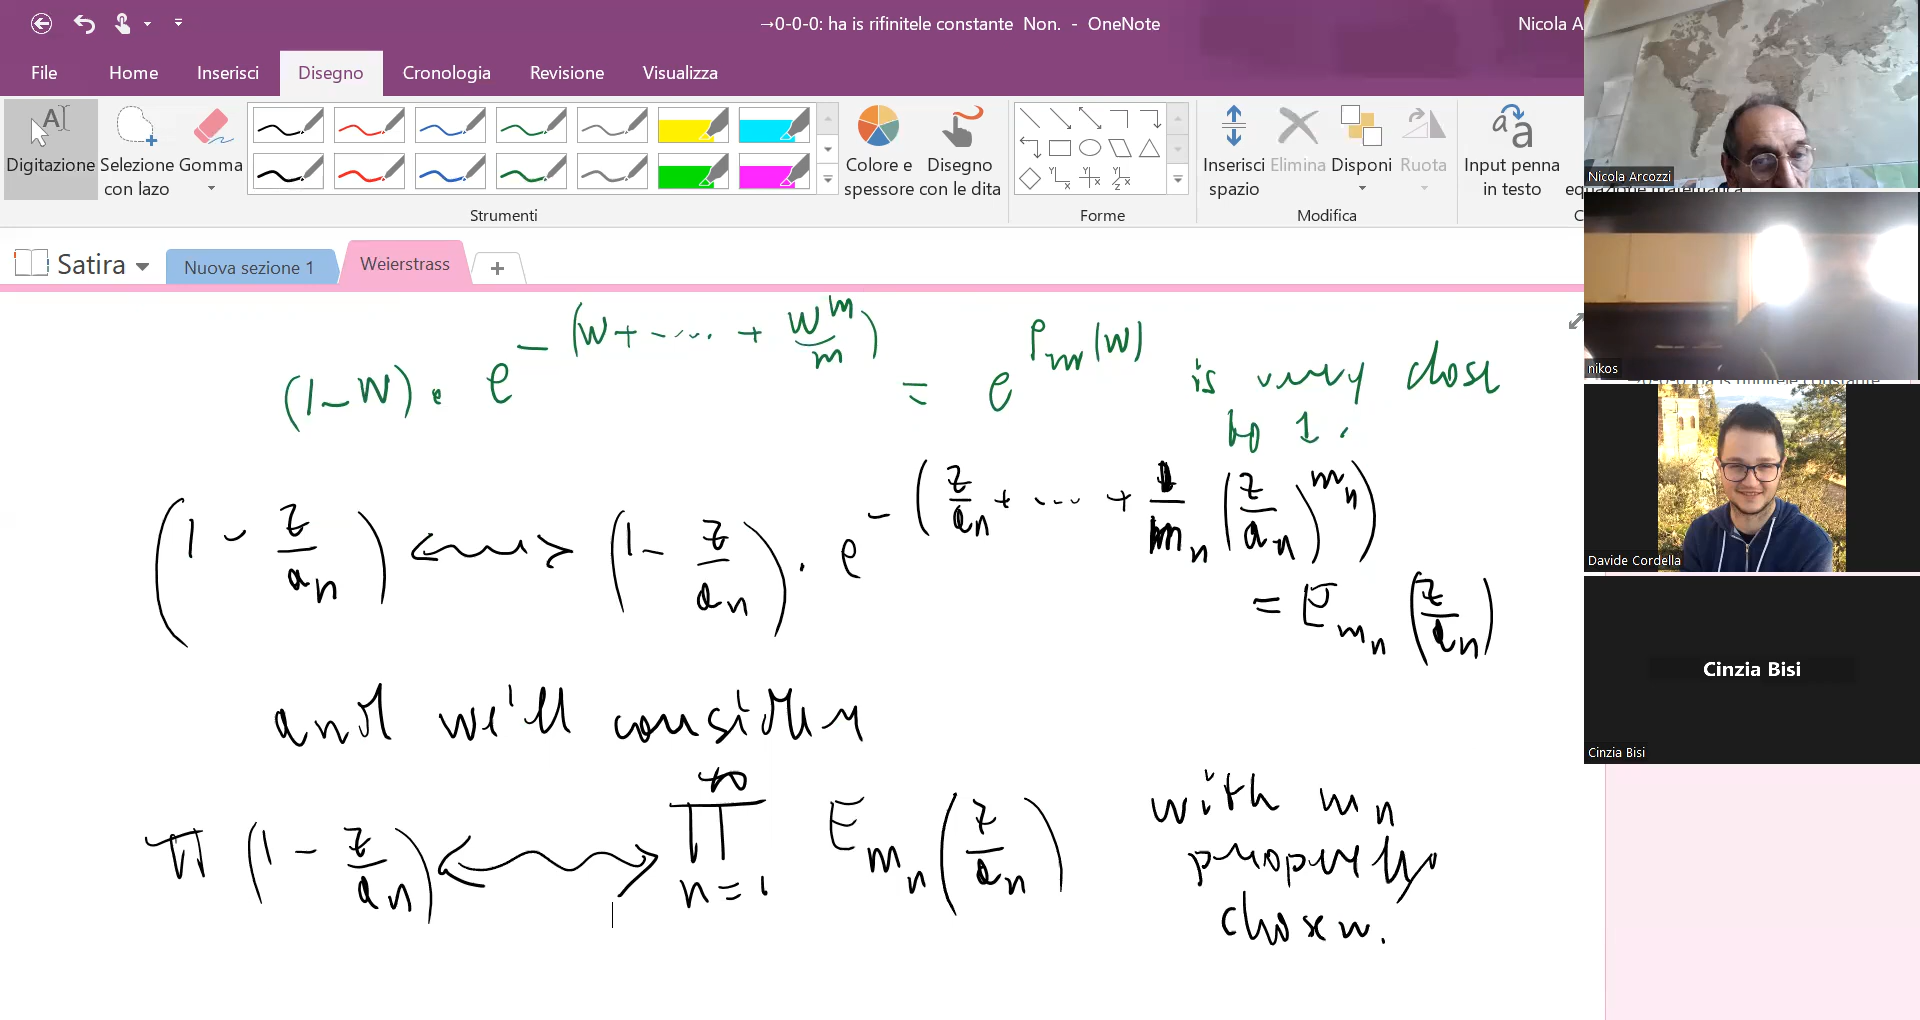 →0-0-0: ha is rifinitele constante Non. - OneNote
Nicola A
File Home Inserisci Disegno Cronologia Revisione Visualizza
Digitazione
Selezione con lazo
Gomma
Colore e spessore
Disegno con le dita
Inserisci spazio
Elimina
Disponi
Ruota
Input penna in testo
Strumenti
Forme
Modifica
Satira
Nuova sezione 1
Weierstrass
+
(1-w) · e^{-(w+ ..... + w^m/m)} = e^{P_m(w)} is very close
to 1.
(1 - z/a_n) <~~> (1 - z/a_n) · e^{-(z/a_n + ... + 1/m_n (z/a_n)^{m_n})}
= E_{m_n}(z/a_n)
and we'll consider
π (1 - z/a_n) <~~> ∏_{n=1}^{∞} E_{m_n}(z/a_n) with m_n
properly
chosen.
Nicola Arcozzi
nikos
Davide Cordella
Cinzia Bisi
Cinzia Bisi